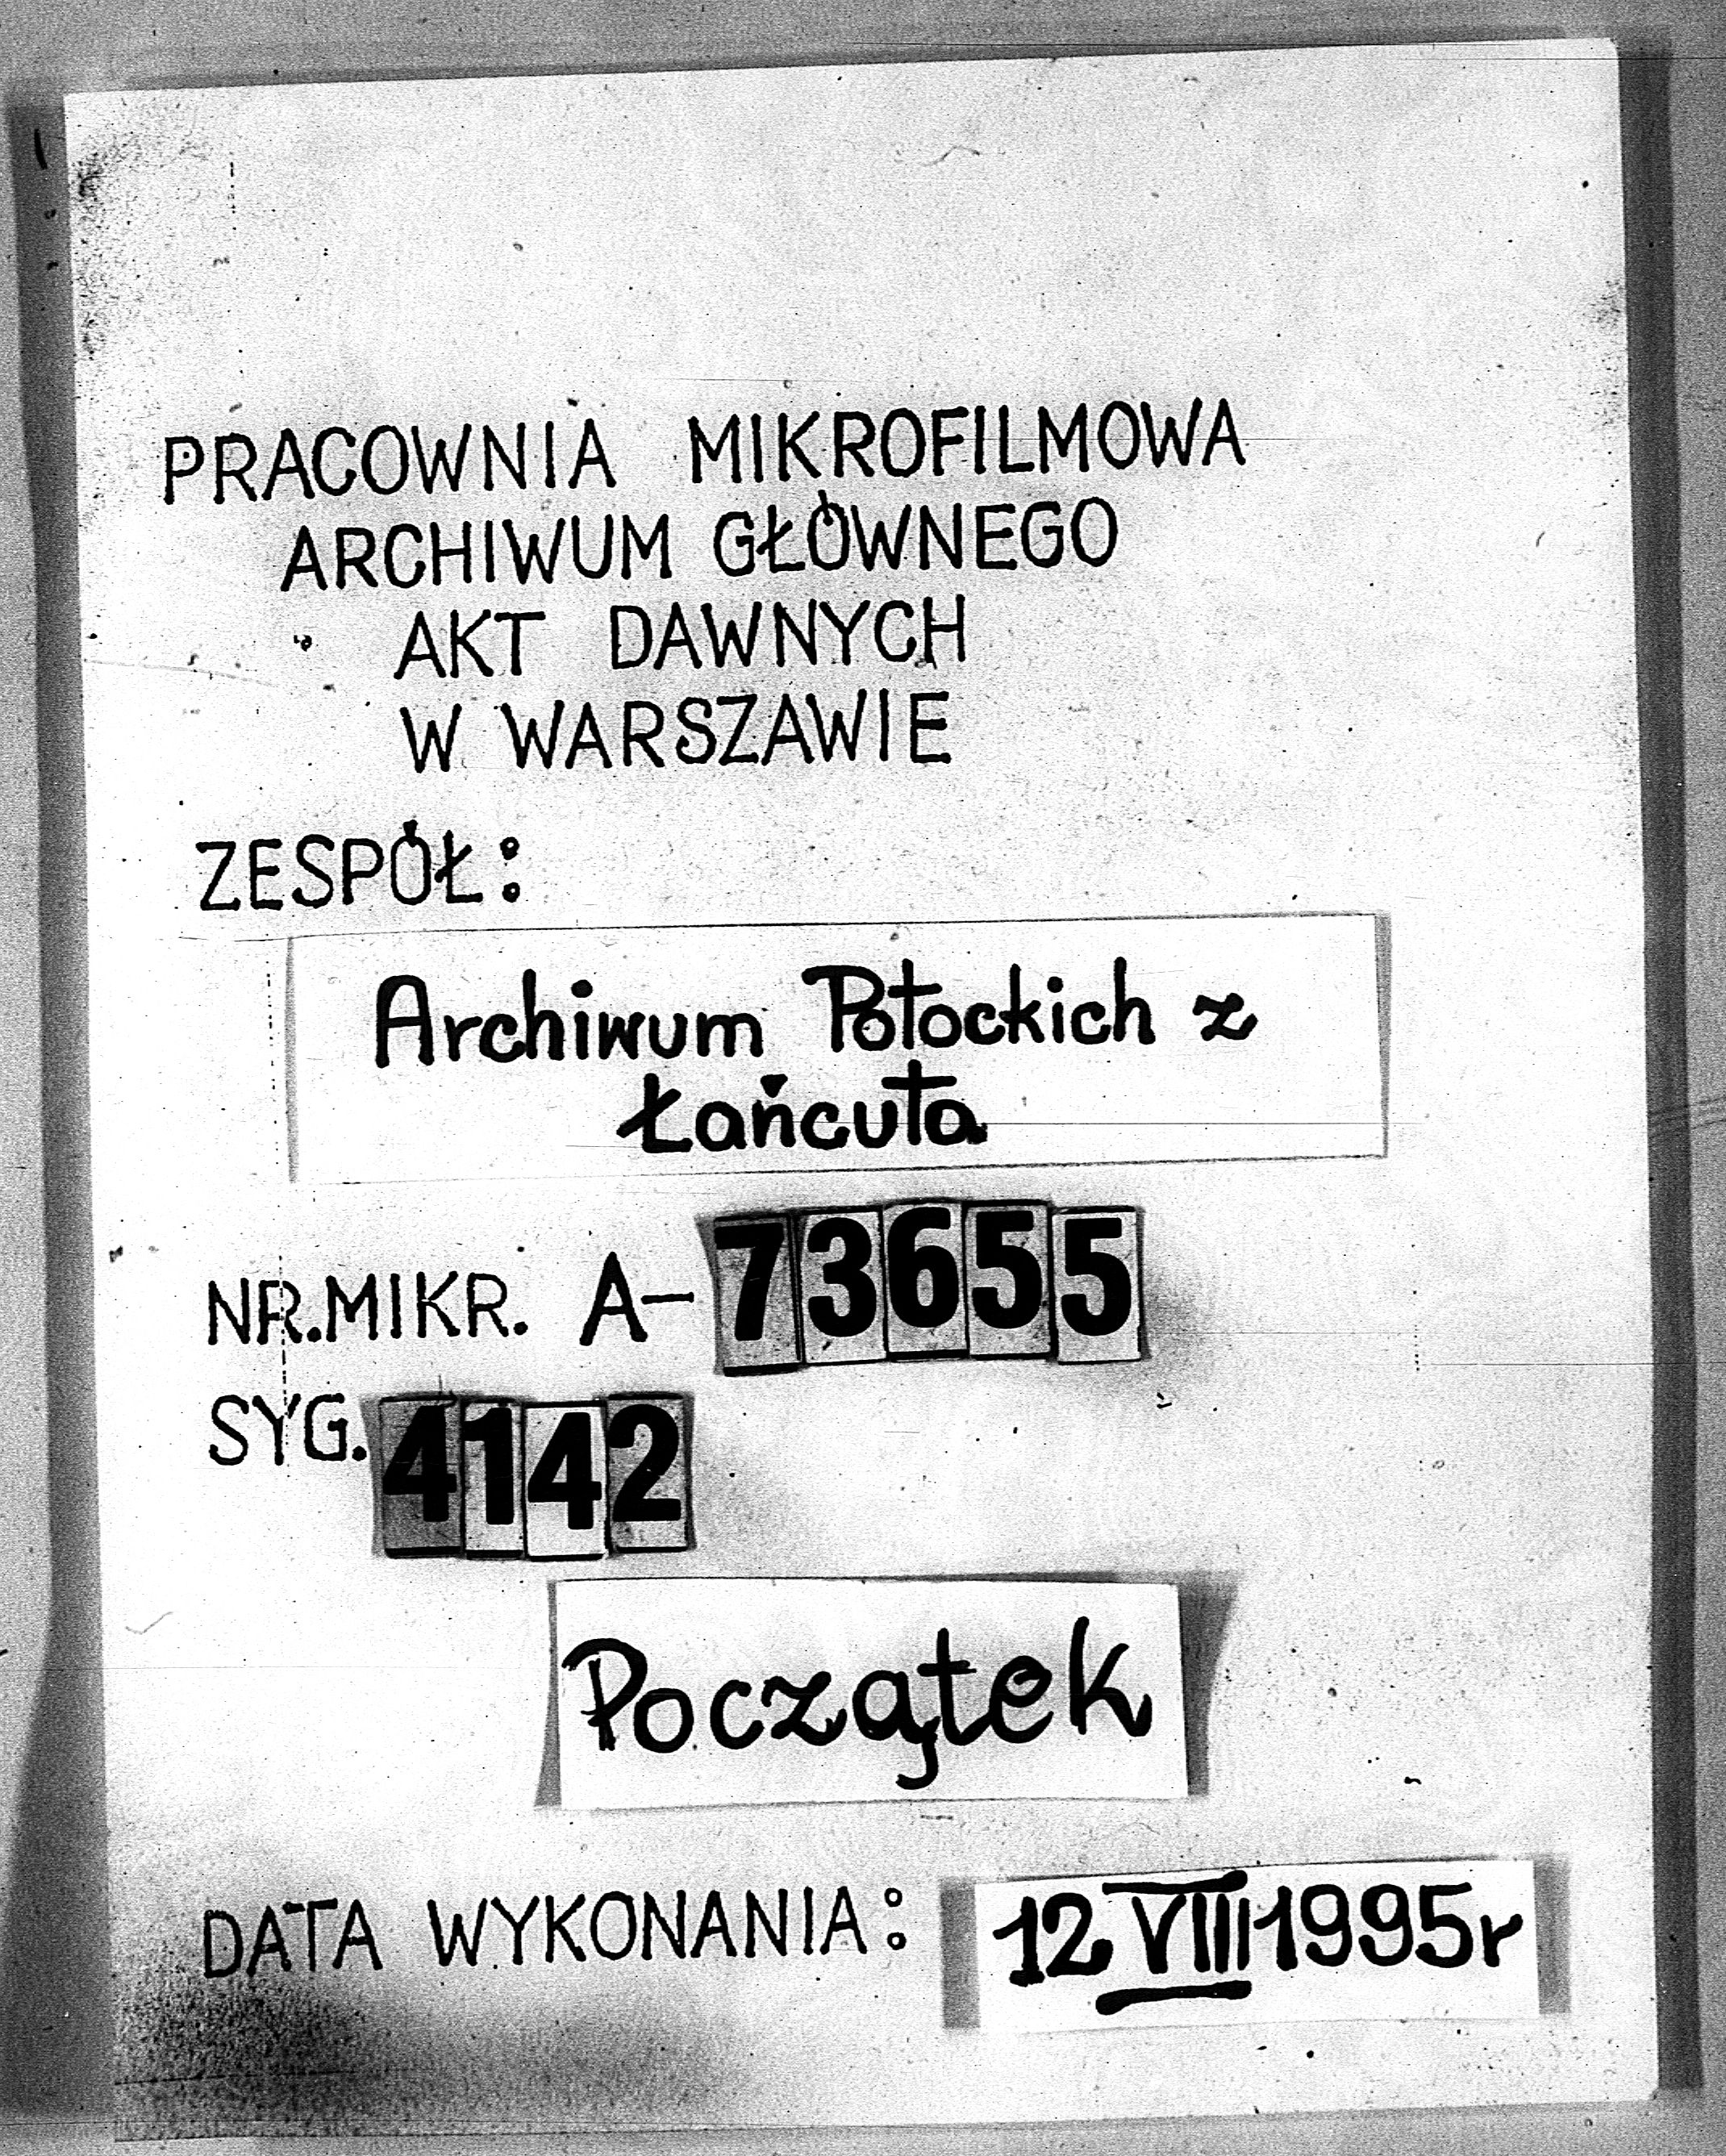 PRACOWNIA MIKROFILMOWA
ARCHIWUM GŁÓWNEGO
AKT DAWNYCH
W WARSZAWIE
ZESPÓŁ:
Archiwum Potockich z
Łańcuta
NR.MIKR. A-73655
SYG. 4142
Początek
DATA WYKONANIA: 12 VIII 1995r